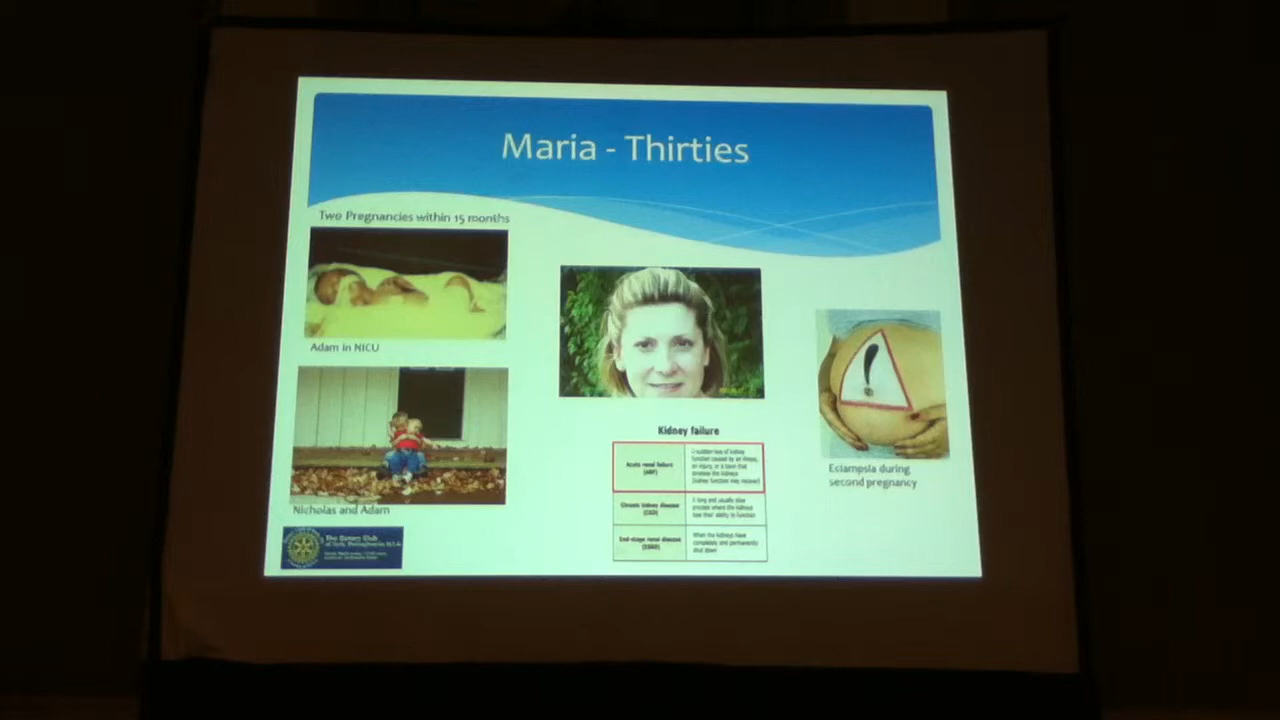 Maria - Thirties
Two Pregnancies within 15 months
Adam in NICU
Nicholas and Adam
Kidney failure
Acute renal failure
(ARF)
A sudden loss of kidney
function caused by an illness,
an injury, or a toxin that
stresses the kidneys
(kidney function may recover)
Chronic kidney disease
(CKD)
A long and usually slow
process where the kidneys
lose their ability to function
End-stage renal disease
(ESRD)
When the kidneys have
completely and permanently
shut down
!
Eclampsia during
second pregnancy
The Rotary Club
of York, Pennsylvania U.S.A.